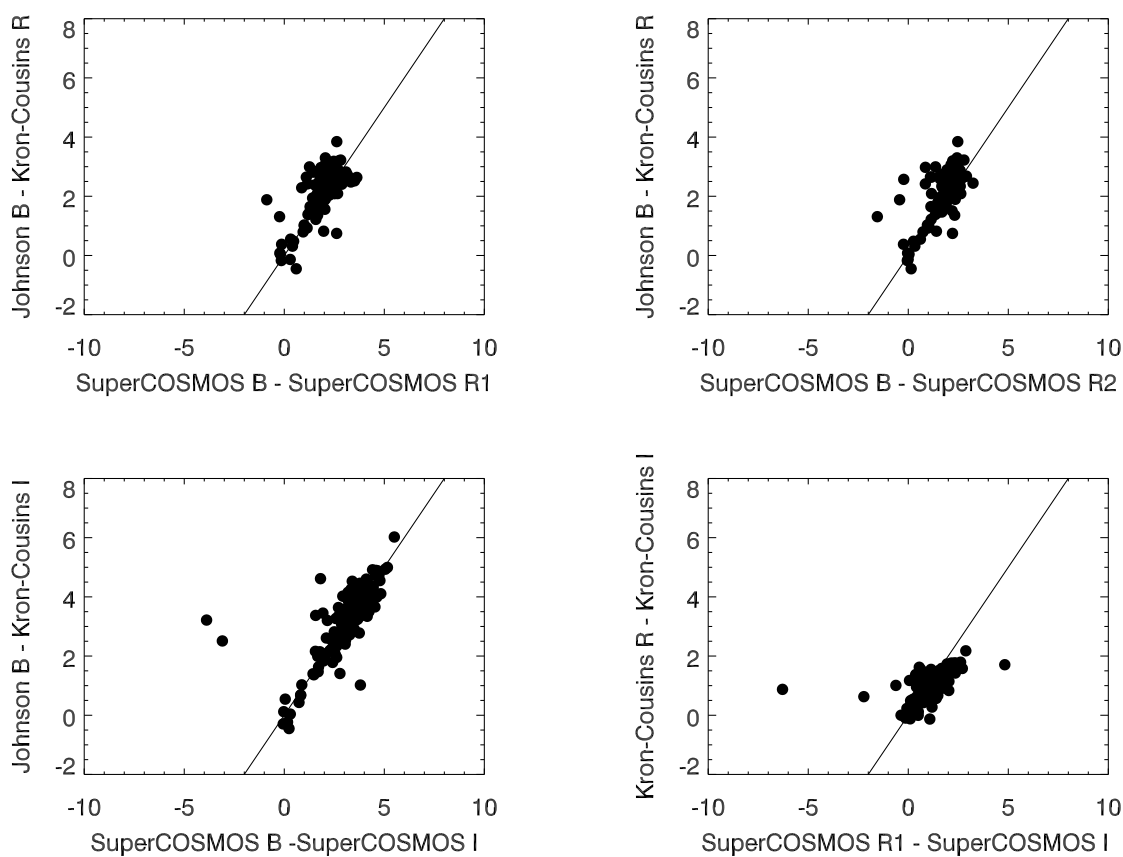 Johnson B - Kron-Cousins R
8
6
4
2
0
-2
-10 -5 0 5 10
SuperCOSMOS B - SuperCOSMOS R1
Johnson B - Kron-Cousins R
8
6
4
2
0
-2
-10 -5 0 5 10
SuperCOSMOS B - SuperCOSMOS R2
Johnson B - Kron-Cousins I
8
6
4
2
0
-2
-10 -5 0 5 10
SuperCOSMOS B -SuperCOSMOS I
Kron-Cousins R - Kron-Cousins I
8
6
4
2
0
-2
-10 -5 0 5 10
SuperCOSMOS R1 - SuperCOSMOS I